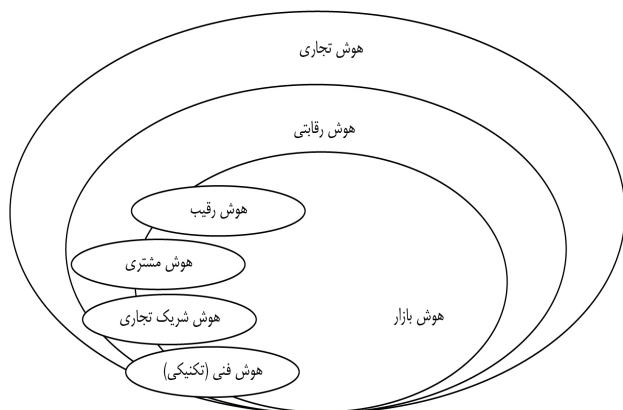 هوش تجاری
هوش رقابتی
هوش رقیب
هوش مشتری
هوش شریک تجاری
هوش بازار
هوش فنی (تکنیکی)